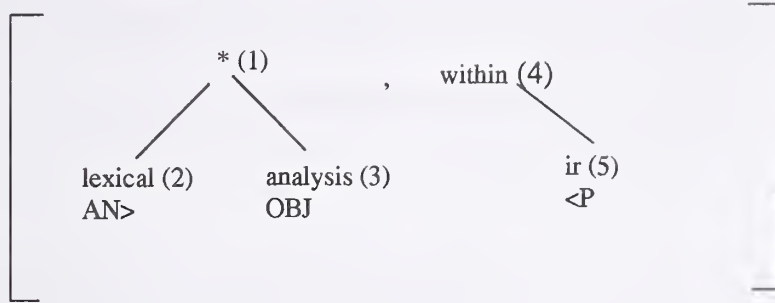 * (1) , within (4)
lexical (2) analysis (3) ir (5)
AN> OBJ <P